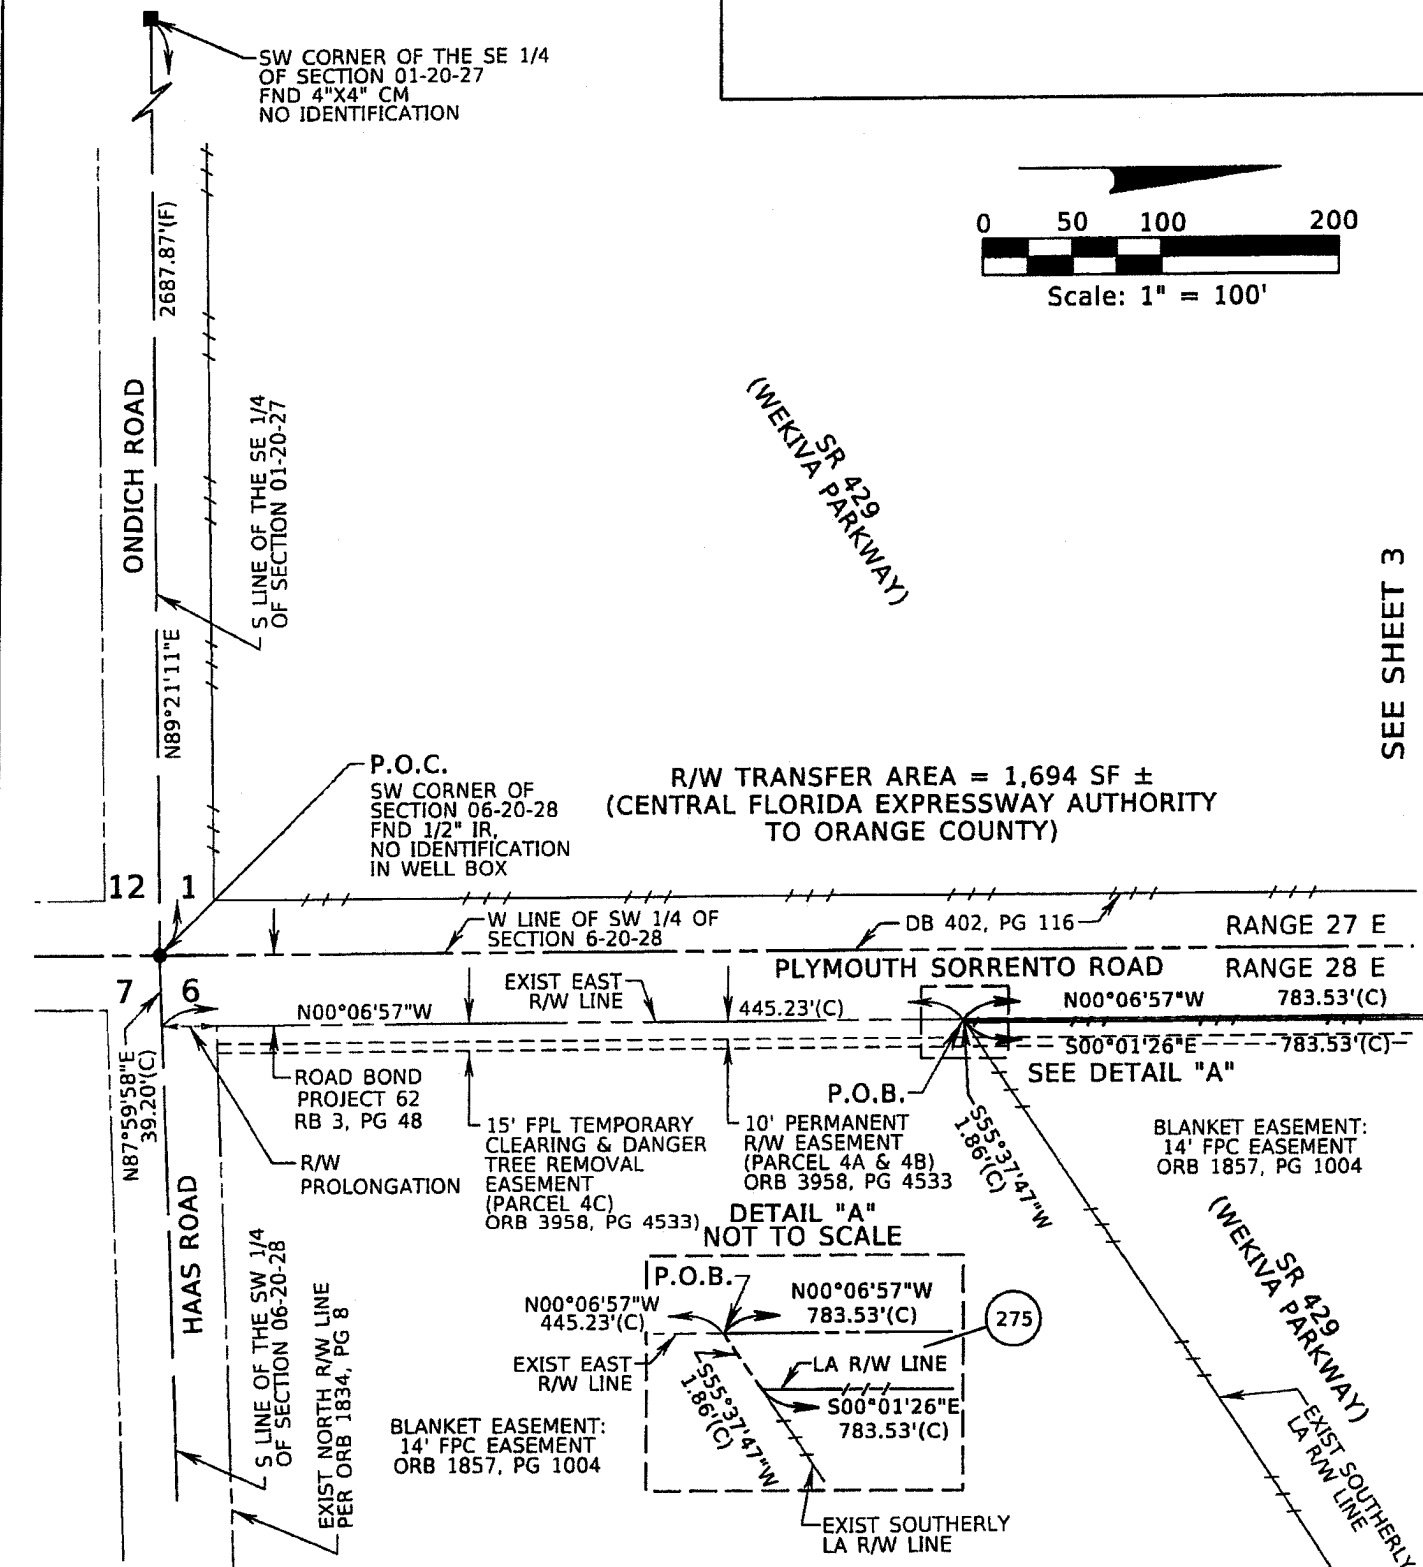 SW CORNER OF THE SE 1/4
OF SECTION 01-20-27
FND 4"X4" CM
NO IDENTIFICATION
0 50 100 200
Scale: 1" = 100'
2687.87'(F)
ONDICH ROAD
S LINE OF THE SE 1/4
OF SECTION 01-20-27
N89°21'11"E
SR 429
(WEKIVA PARKWAY)
SEE SHEET 3
P.O.C.
SW CORNER OF
SECTION 06-20-28
FND 1/2" IR,
NO IDENTIFICATION
IN WELL BOX
R/W TRANSFER AREA = 1,694 SF ±
(CENTRAL FLORIDA EXPRESSWAY AUTHORITY
TO ORANGE COUNTY)
12 1
W LINE OF SW 1/4 OF
SECTION 6-20-28
DB 402, PG 116
RANGE 27 E
7 6
EXIST EAST
R/W LINE
PLYMOUTH SORRENTO ROAD
RANGE 28 E
N00°06'57"W
445.23'(C)
N00°06'57"W 783.53'(C)
S00°01'26"E 783.53'(C)
SEE DETAIL "A"
N87°59'58"E
39.20'(C)
ROAD BOND
PROJECT 62
RB 3, PG 48
R/W
PROLONGATION
15' FPL TEMPORARY
CLEARING & DANGER
TREE REMOVAL
EASEMENT
(PARCEL 4C)
ORB 3958, PG 4533)
P.O.B.
10' PERMANENT
R/W EASEMENT
(PARCEL 4A & 4B)
ORB 3958, PG 4533
S55°37'47"W
1.86'(C)
BLANKET EASEMENT:
14' FPC EASEMENT
ORB 1857, PG 1004
HAAS ROAD
S LINE OF THE SW 1/4
OF SECTION 06-20-28
EXIST NORTH R/W LINE
PER ORB 1834, PG 8
DETAIL "A"
NOT TO SCALE
P.O.B.
N00°06'57"W
445.23'(C)
N00°06'57"W
783.53'(C)
275
EXIST EAST
R/W LINE
LA R/W LINE
S55°37'47"W
1.86'(C)
S00°01'26"E
783.53'(C)
BLANKET EASEMENT:
14' FPC EASEMENT
ORB 1857, PG 1004
EXIST SOUTHERLY
LA R/W LINE
SR 429
(WEKIVA PARKWAY)
EXIST SOUTHERLY
LA R/W LINE